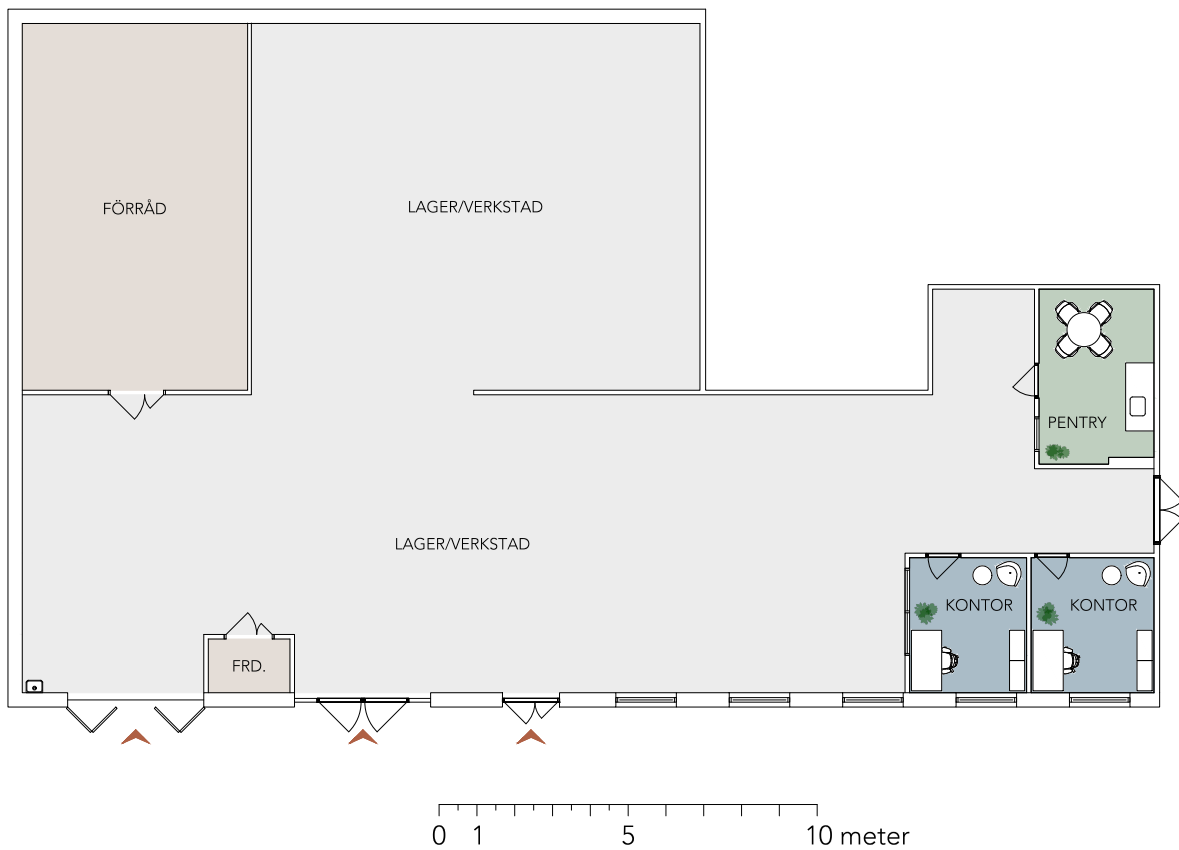 FÖRRÅD
LAGER/VERKSTAD
PENTRY
LAGER/VERKSTAD
KONTOR
KONTOR
FRD.
0 1 5 10 meter